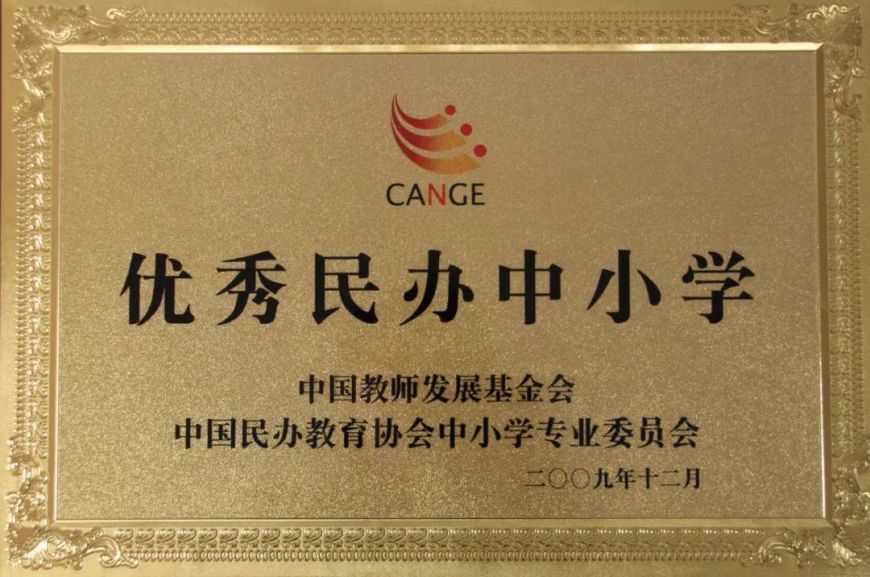 CANGE
优秀民办中小学
中国教师发展基金会
中国民办教育协会中小学专业委员会
二〇〇九年十二月